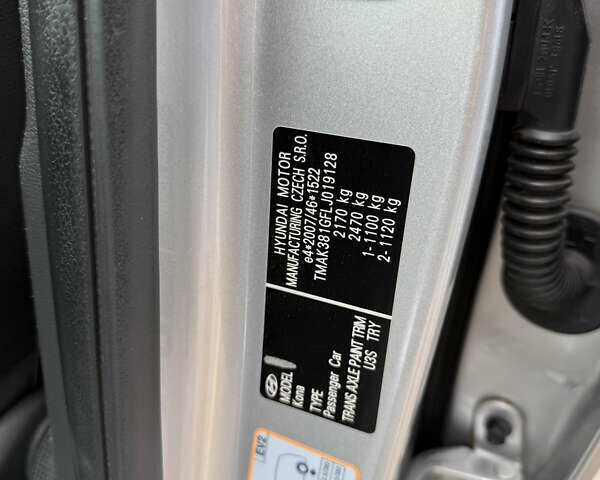 HYUNDAI MOTOR
MANUFACTURING CZECH S.R.O.
e4*2007/46*1522
TMAK381GFLJ019128
2170 kg
2470 kg
1-1100 kg
2-1120 kg
MODEL
Kona
TYPE
Passenger Car
TRANS AXLE PAINT TRIM
U3S TRY
EV2